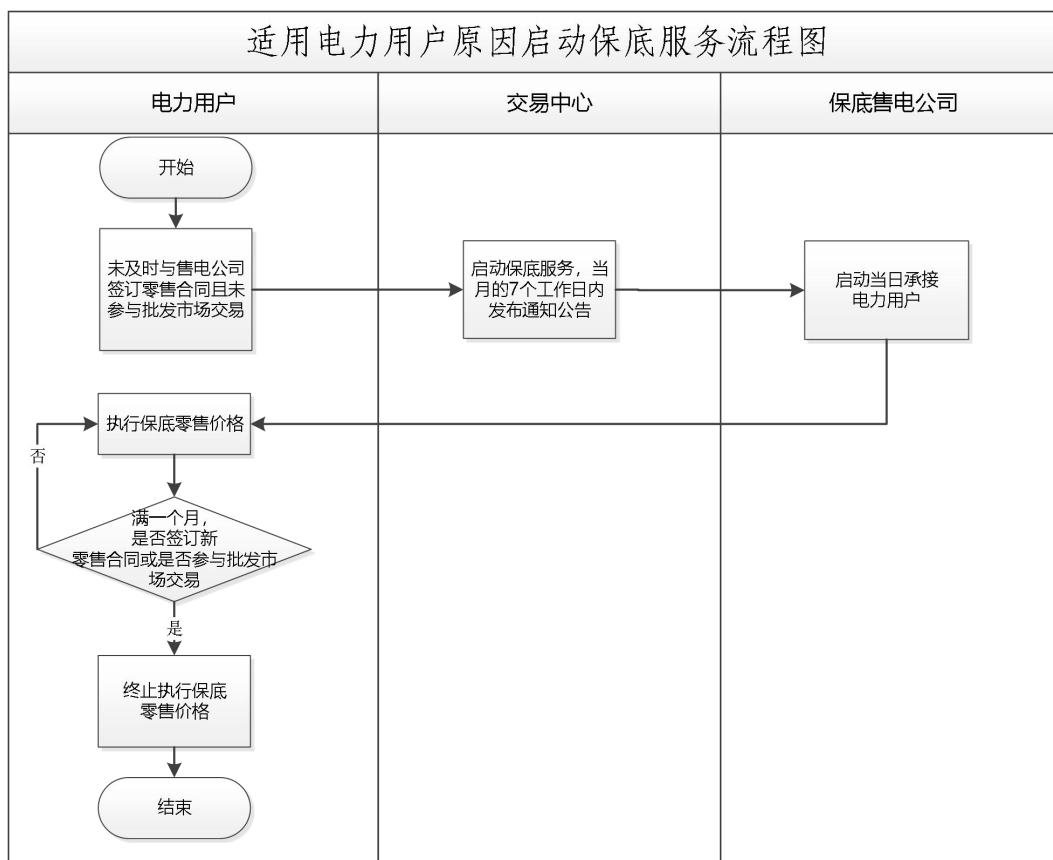 适用电力用户原因启动保底服务流程图
电力用户
交易中心
保底售电公司
开始
未及时与售电公司
签订零售合同且未
参与批发市场交易
启动保底服务，当
月的7个工作日内
发布通知公告
启动当日承接
电力用户
执行保底零售价格
否
满一个月，
是否签订新
零售合同或是否参与批发市
场交易
是
终止执行保底
零售价格
结束